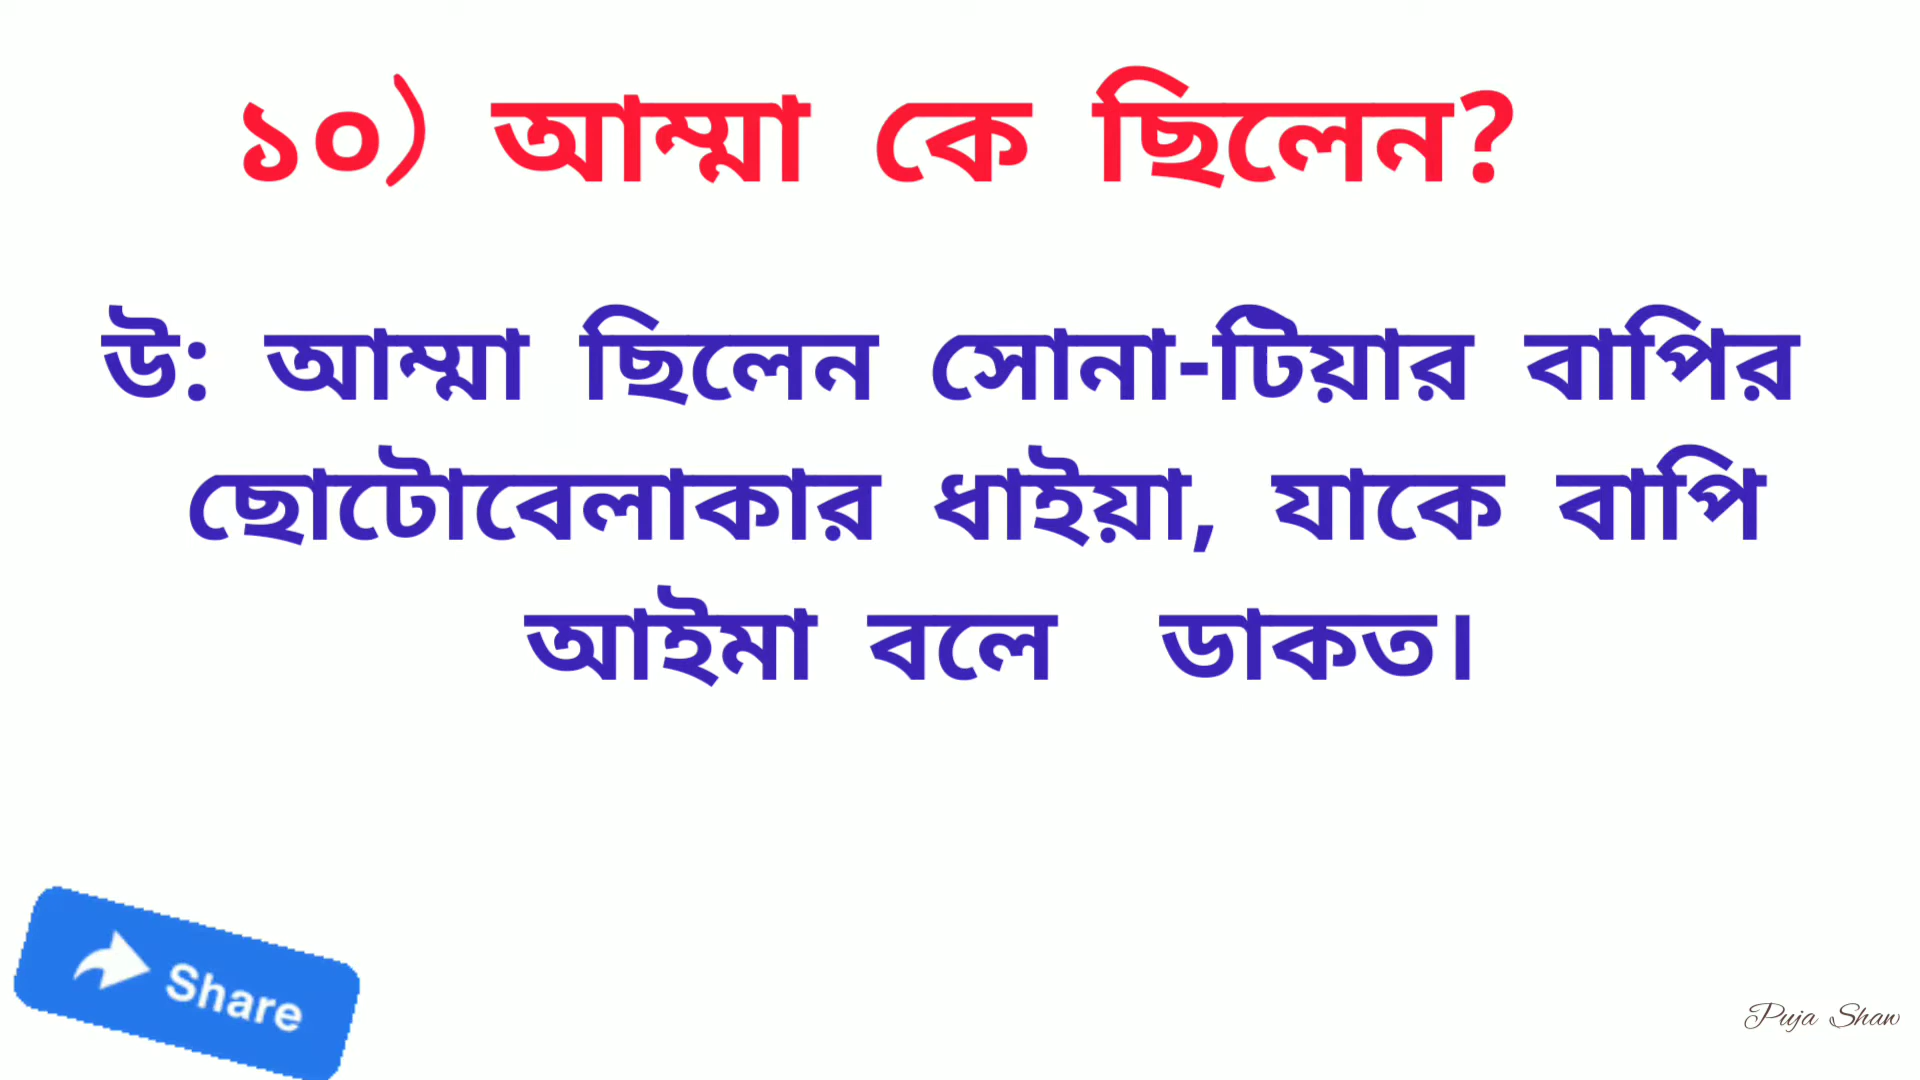 ১০) আম্মা কে ছিলেন?
উ: আম্মা ছিলেন সোনা-টিয়ার বাপির
ছোটোবেলাকার ধাইয়া, যাকে বাপি
আইমা বলে ডাকত।
Share
Puja Shaw